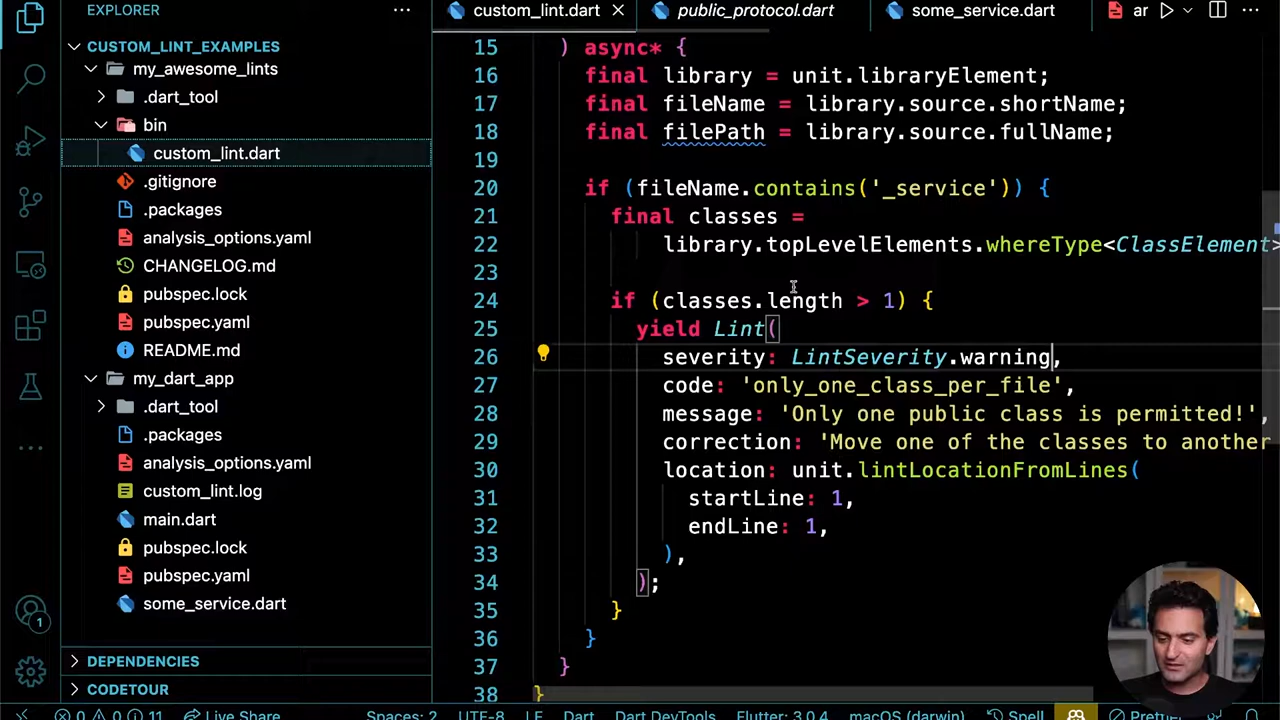 EXPLORER
...
custom_lint.dart
public_protocol.dart
some_service.dart
ar
CUSTOM_LINT_EXAMPLES
my_awesome_lints
.dart_tool
bin
custom_lint.dart
.gitignore
.packages
analysis_options.yaml
CHANGELOG.md
pubspec.lock
pubspec.yaml
README.md
my_dart_app
.dart_tool
.packages
analysis_options.yaml
custom_lint.log
main.dart
pubspec.lock
pubspec.yaml
some_service.dart
DEPENDENCIES
CODETOUR
1
15 ) async* {
16 final library = unit.libraryElement;
17 final fileName = library.source.shortName;
18 final filePath = library.source.fullName;
19
20 if (fileName.contains('_service')) {
21 final classes =
22 library.topLevelElements.whereType<ClassElement>
23
24 if (classes.length > 1) {
25 yield Lint(
26 severity: LintSeverity.warning,
27 code: 'only_one_class_per_file',
28 message: 'Only one public class is permitted!',
29 correction: 'Move one of the classes to another
30 location: unit.lintLocationFromLines(
31 startLine: 1,
32 endLine: 1,
33 ),
34 );
35 }
36 }
37 }
38 }
0 0 11 Live Share Spaces: 2 UTF-8 LF Dart Dart DevTools Flutter: 3.0.4 macOS (darwin) Spell Prettier